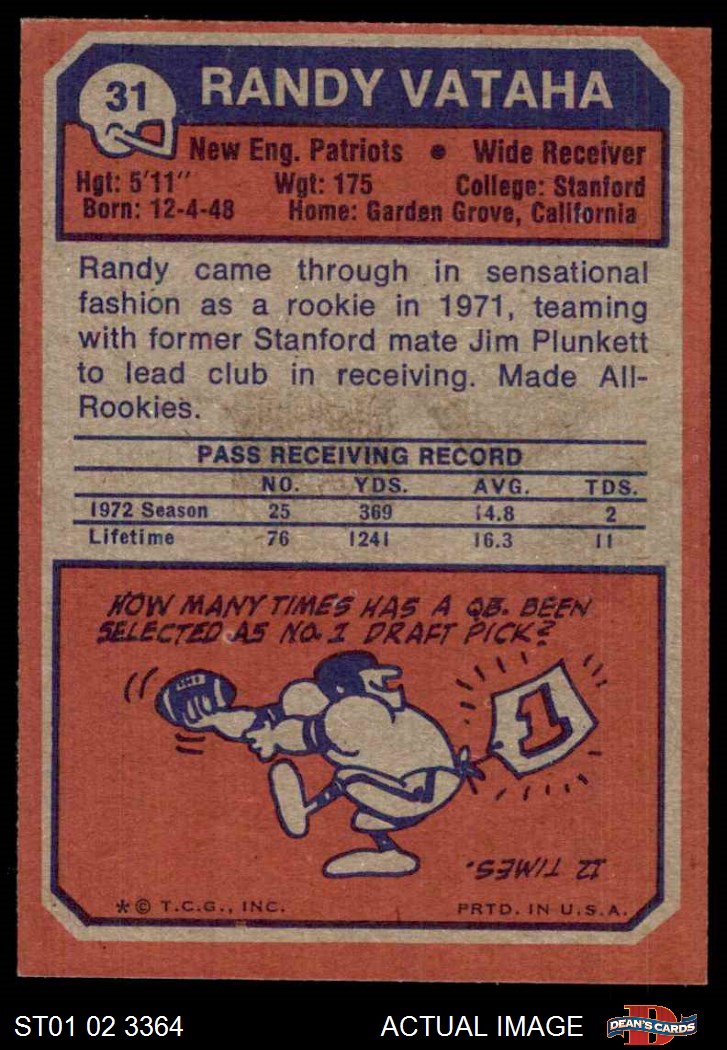 31
RANDY VATAHA
New Eng. Patriots • Wide Receiver
Hgt: 5'11" Wgt: 175 College: Stanford
Born: 12-4-48 Home: Garden Grove, California
Randy came through in sensational
fashion as a rookie in 1971, teaming
with former Stanford mate Jim Plunkett
to lead club in receiving. Made All-
Rookies.
PASS RECEIVING RECORD
NO. YDS. AVG. TDS.
1972 Season 25 369 14.8 2
Lifetime 76 1241 16.3 11
HOW MANY TIMES HAS A QB. BEEN
SELECTED AS NO. 1 DRAFT PICK?
1
12 TIMES.
* © T.C.G., INC. PRTD. IN U.S.A.
ST01 02 3364 ACTUAL IMAGE D DEAN'S CARDS